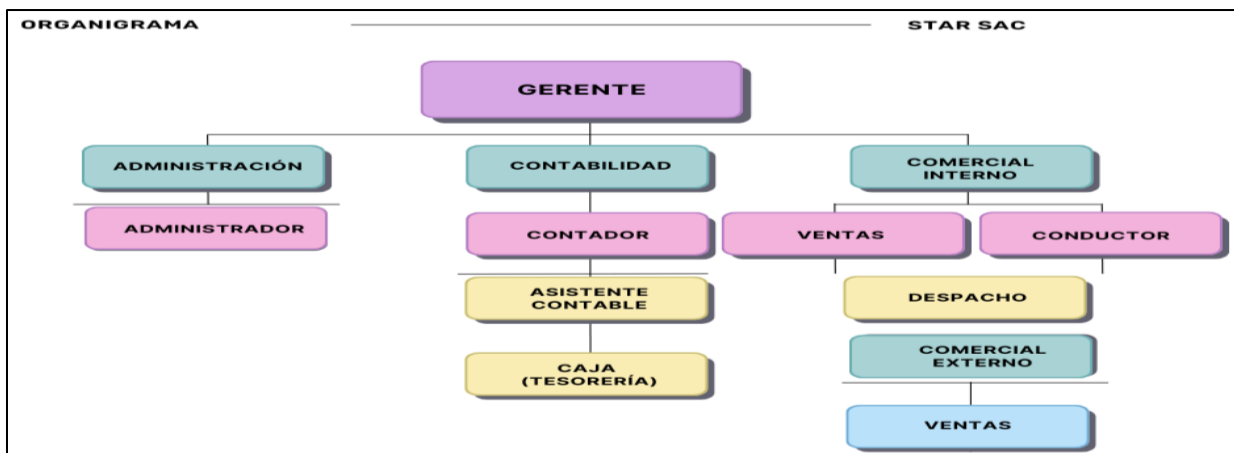 ORGANIGRAMA
STAR SAC
GERENTE
ADMINISTRACIÓN
CONTABILIDAD
COMERCIAL
INTERNO
ADMINISTRADOR
CONTADOR
VENTAS
CONDUCTOR
ASISTENTE
CONTABLE
DESPACHO
COMERCIAL
EXTERNO
CAJA
(TESORERÍA)
VENTAS